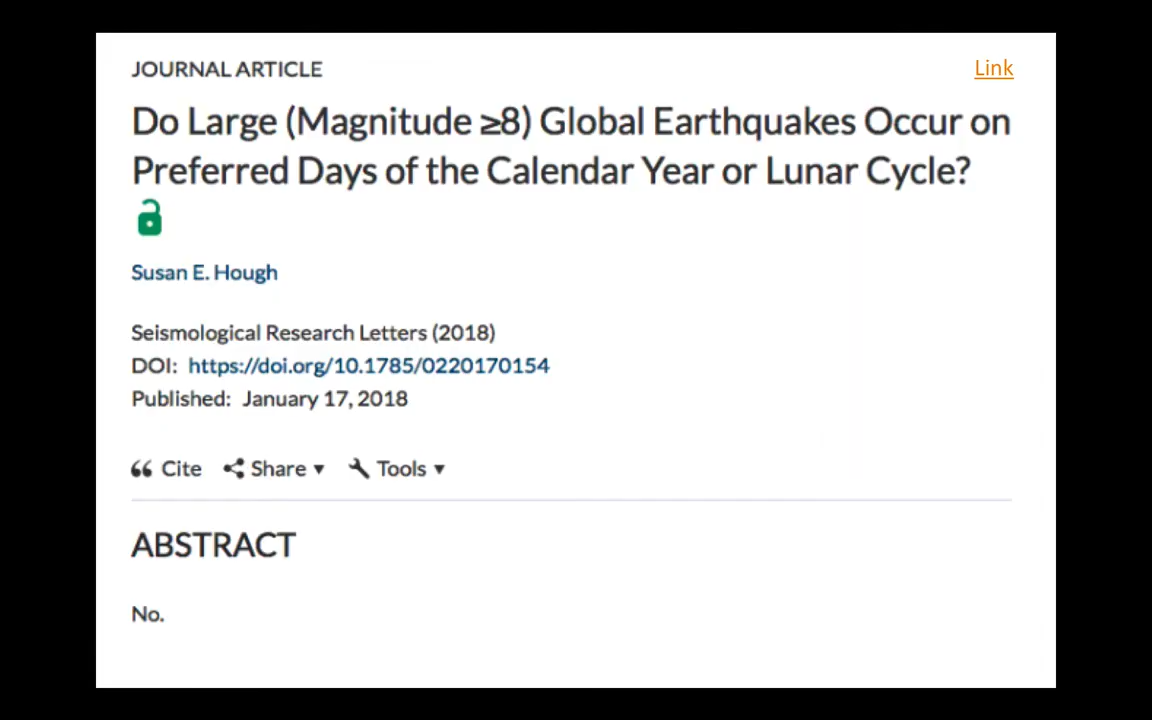 JOURNAL ARTICLE
Link
Do Large (Magnitude ≥8) Global Earthquakes Occur on
Preferred Days of the Calendar Year or Lunar Cycle?
Susan E. Hough
Seismological Research Letters (2018)
DOI: https://doi.org/10.1785/0220170154
Published: January 17, 2018
Cite Share ▼ Tools ▼
ABSTRACT
No.